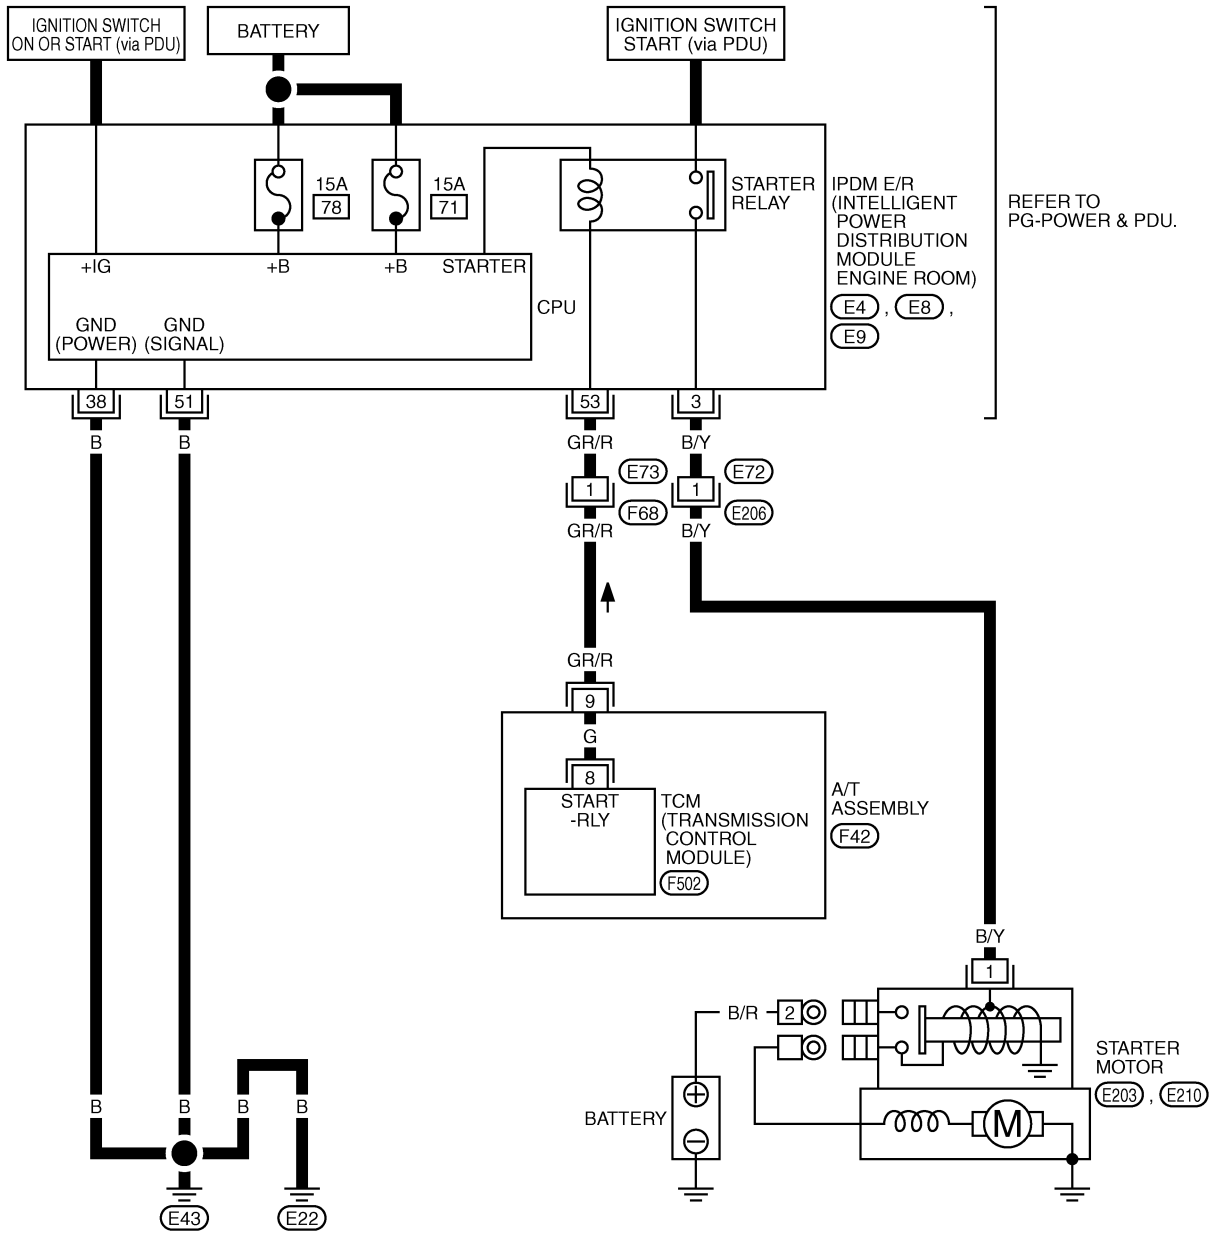 IGNITION SWITCH
ON OR START (via PDU)
BATTERY
IGNITION SWITCH
START (via PDU)
15A
78
15A
71
STARTER
RELAY
IPDM E/R
(INTELLIGENT
POWER
DISTRIBUTION
MODULE
ENGINE ROOM)
E4 , E8 ,
E9
REFER TO
PG-POWER & PDU.
+IG
+B
+B
STARTER
CPU
GND
(POWER)
GND
(SIGNAL)
38
51
53
3
B
B
GR/R
B/Y
E73
E72
1
1
F68
E206
GR/R
B/Y
GR/R
9
G
8
START
-RLY
TCM
(TRANSMISSION
CONTROL
MODULE)
F502
A/T
ASSEMBLY
F42
B/Y
1
B/R
2
STARTER
MOTOR
E203 , E210
BATTERY
M
B
B
B
B
E43
E22